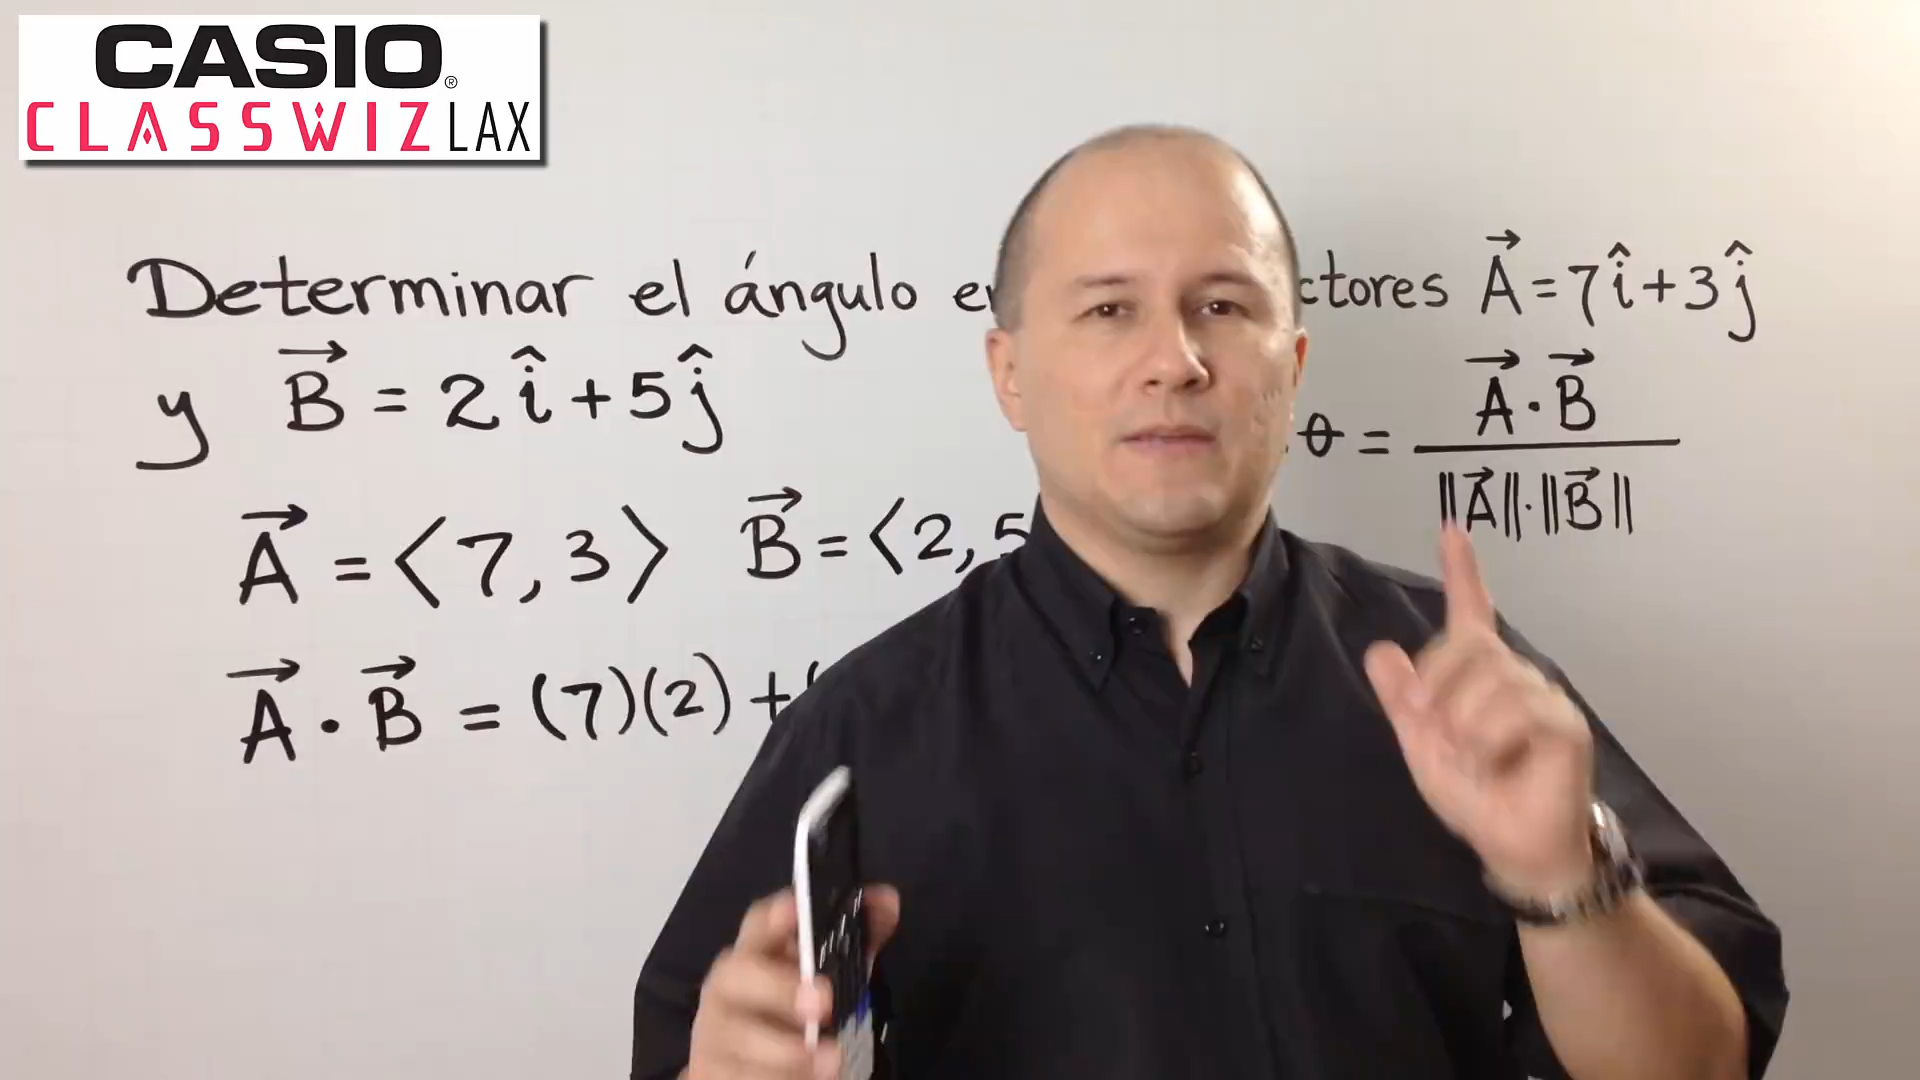 CASIO®
CLASSWIZ LAX
Determinar el ángulo ctores A⃗ = 7î + 3ĵ
y B⃗ = 2î + 5ĵ
θ = A⃗ · B⃗ / ‖A⃗‖ · ‖B⃗‖
A⃗ = ⟨7, 3⟩ B⃗ = ⟨2, 5
A⃗ · B⃗ = (7)(2) +